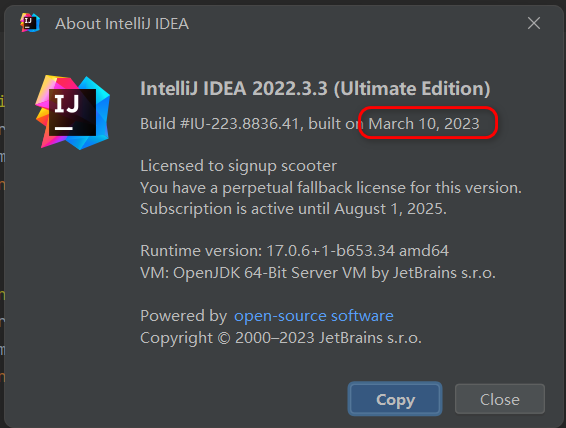 About IntelliJ IDEA
IJ
IntelliJ IDEA 2022.3.3 (Ultimate Edition)
Build #IU-223.8836.41, built on March 10, 2023
Licensed to signup scooter
You have a perpetual fallback license for this version.
Subscription is active until August 1, 2025.
Runtime version: 17.0.6+1-b653.34 amd64
VM: OpenJDK 64-Bit Server VM by JetBrains s.r.o.
Powered by open-source software
Copyright © 2000–2023 JetBrains s.r.o.
Copy
Close